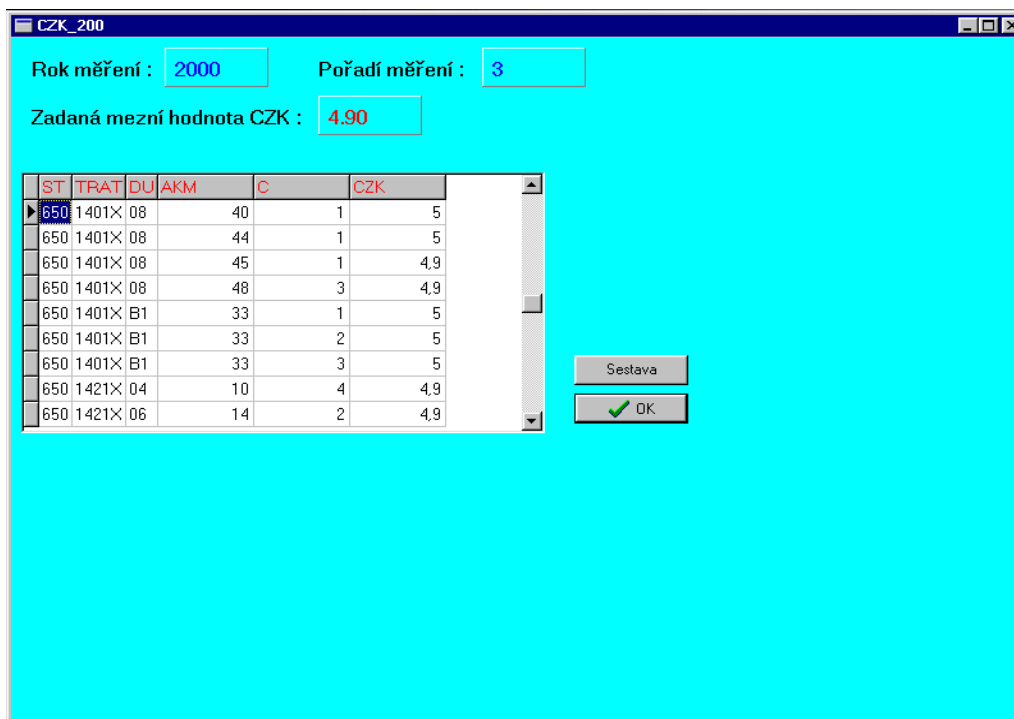 CZK_200
Rok měření : 2000 Pořadí měření : 3
Zadaná mezní hodnota CZK : 4.90
ST TRAT DU AKM C CZK
650 1401X 08 40 1 5
650 1401X 08 44 1 5
650 1401X 08 45 1 4,9
650 1401X 08 48 3 4,9
650 1401X B1 33 1 5
650 1401X B1 33 2 5
650 1401X B1 33 3 5
650 1421X 04 10 4 4,9
650 1421X 06 14 2 4,9
Sestava
OK